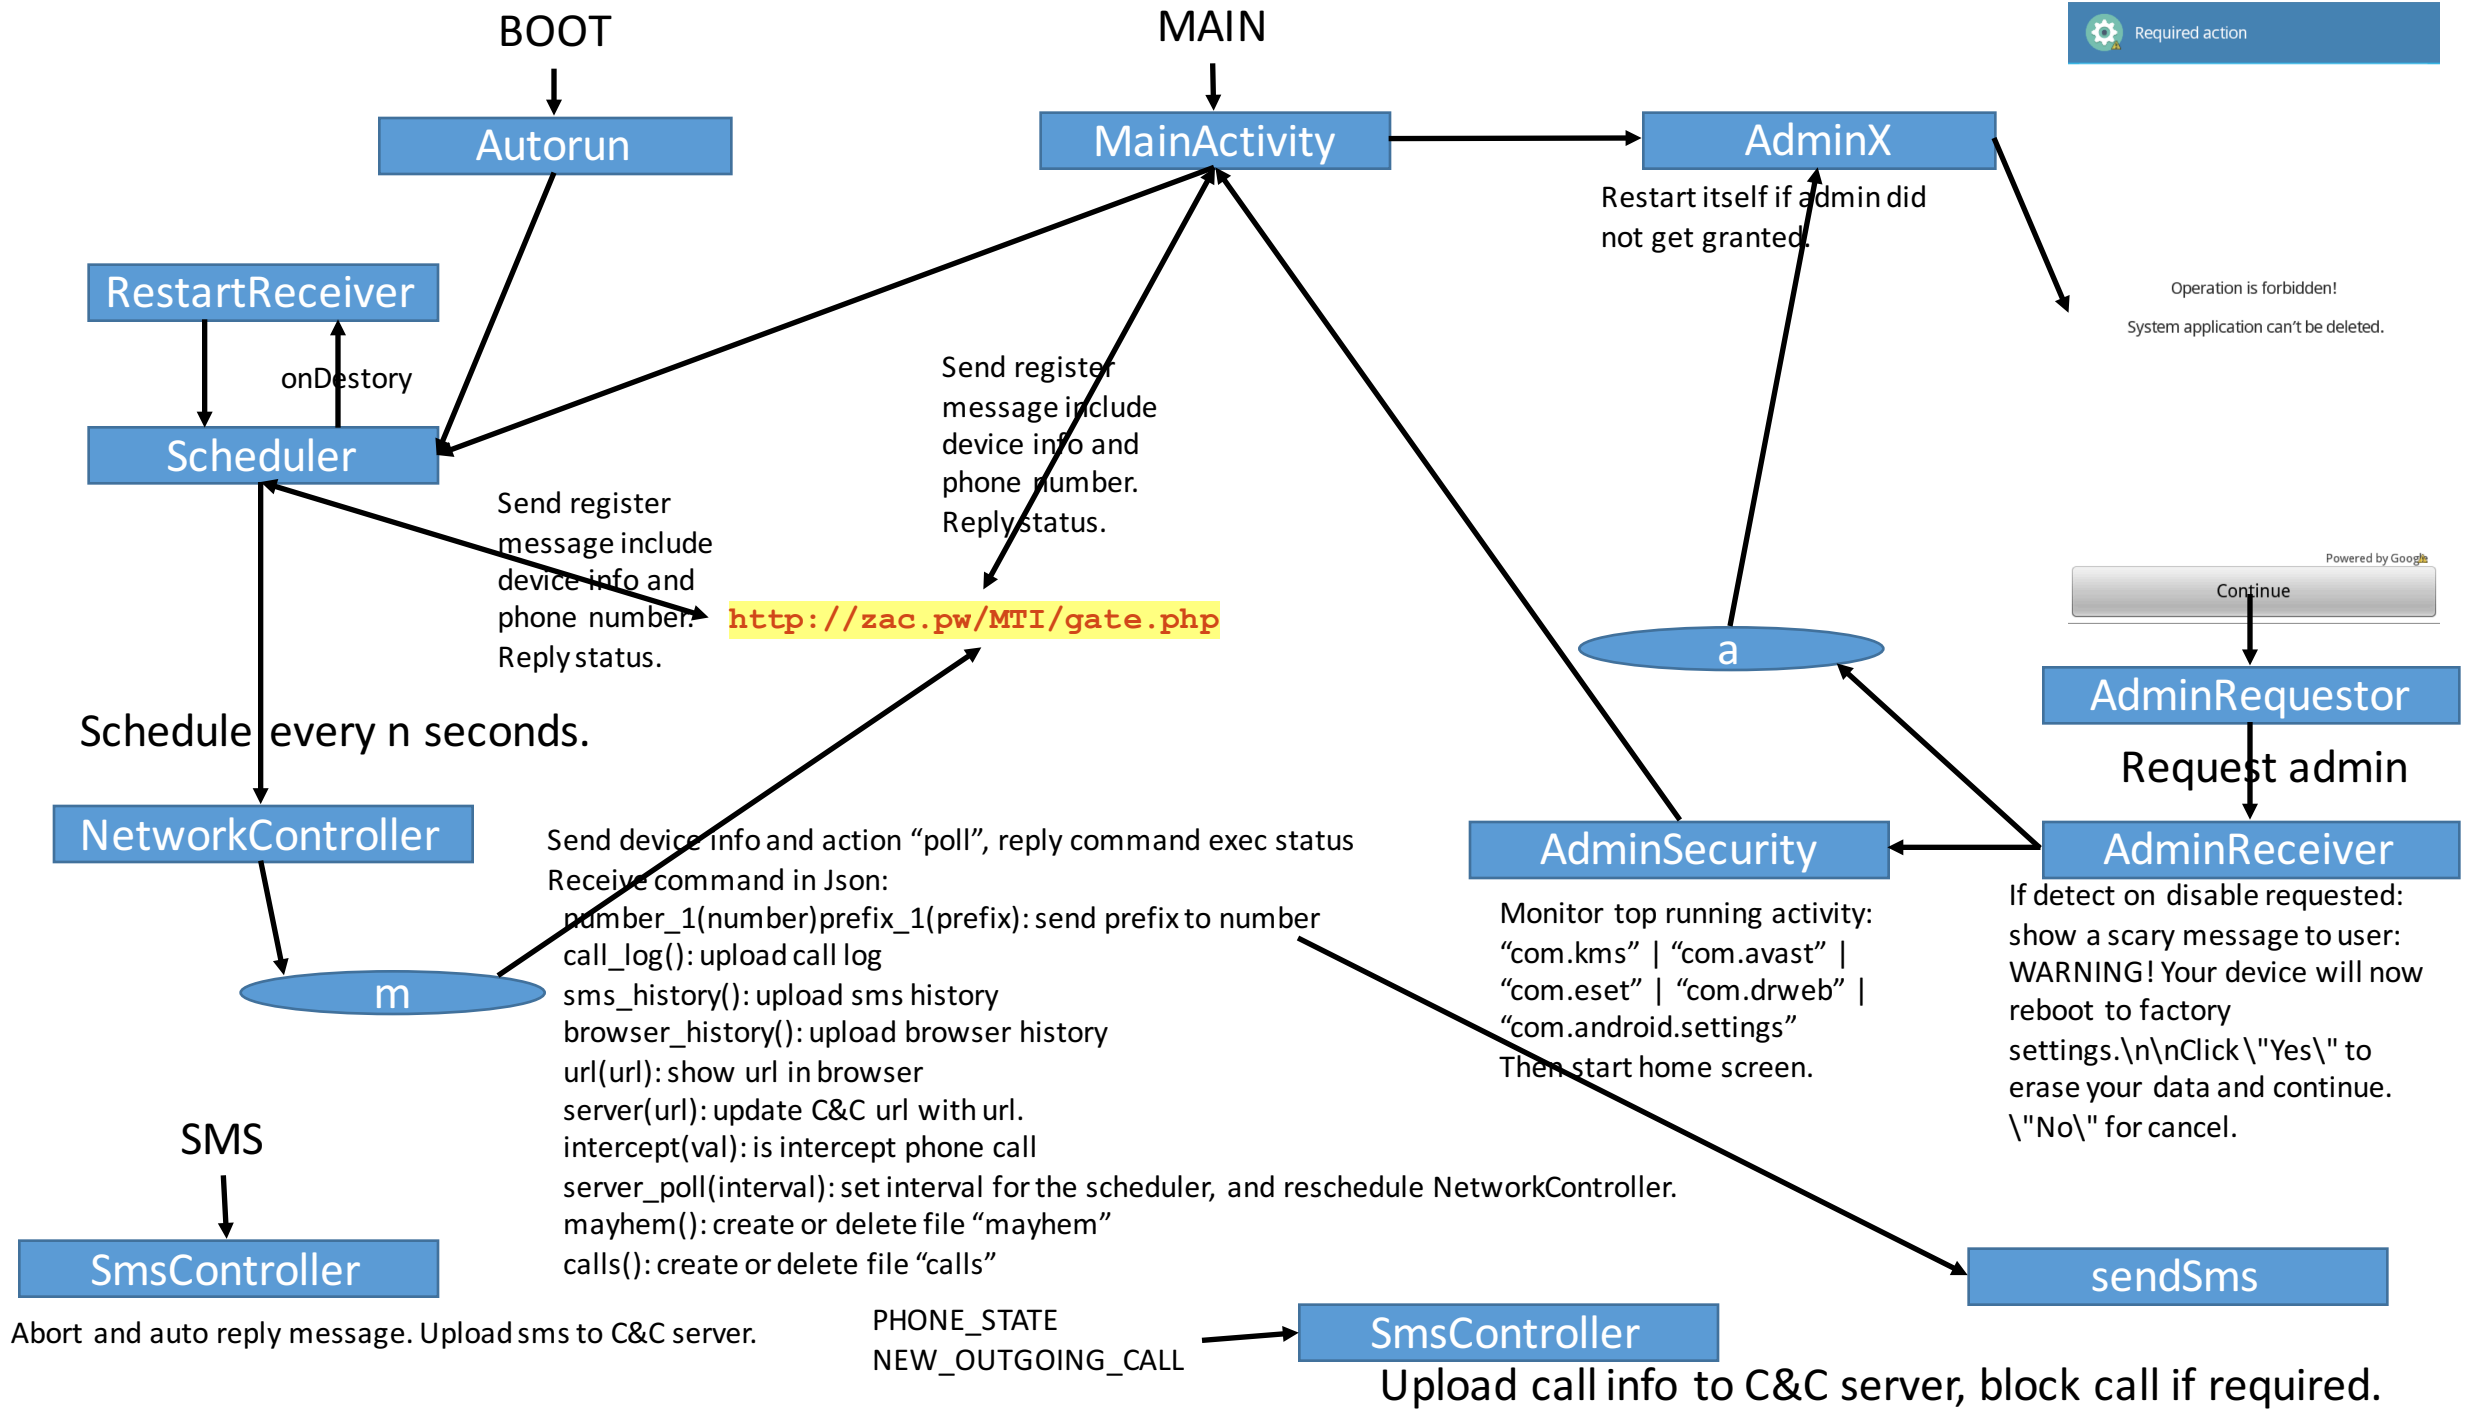 BOOT
MAIN
Required action
Autorun
MainActivity
AdminX
Restart itself if admin did
not get granted.
RestartReceiver
Operation is forbidden!
System application can't be deleted.
onDestory
Scheduler
Send register
message include
device info and
phone number.
Reply status.
Send register
message include
device info and
phone number.
Reply status.
http://zac.pw/MTI/gate.php
Powered by Google
Continue
a
AdminRequestor
Schedule every n seconds.
Request admin
NetworkController
AdminSecurity
AdminReceiver
Send device info and action “poll”, reply command exec status
Receive command in Json:
number_1(number)prefix_1(prefix): send prefix to number
call_log(): upload call log
sms_history(): upload sms history
browser_history(): upload browser history
url(url): show url in browser
server(url): update C&C url with url.
intercept(val): is intercept phone call
server_poll(interval): set interval for the scheduler, and reschedule NetworkController.
mayhem(): create or delete file “mayhem”
calls(): create or delete file “calls”
Monitor top running activity:
“com.kms” | “com.avast” |
“com.eset” | “com.drweb” |
“com.android.settings”
Then start home screen.
If detect on disable requested:
show a scary message to user:
WARNING! Your device will now
reboot to factory
settings.\n\nClick \"Yes\" to
erase your data and continue.
\"No\" for cancel.
m
SMS
SmsController
Abort and auto reply message. Upload sms to C&C server.
PHONE_STATE
NEW_OUTGOING_CALL
SmsController
sendSms
Upload call info to C&C server, block call if required.